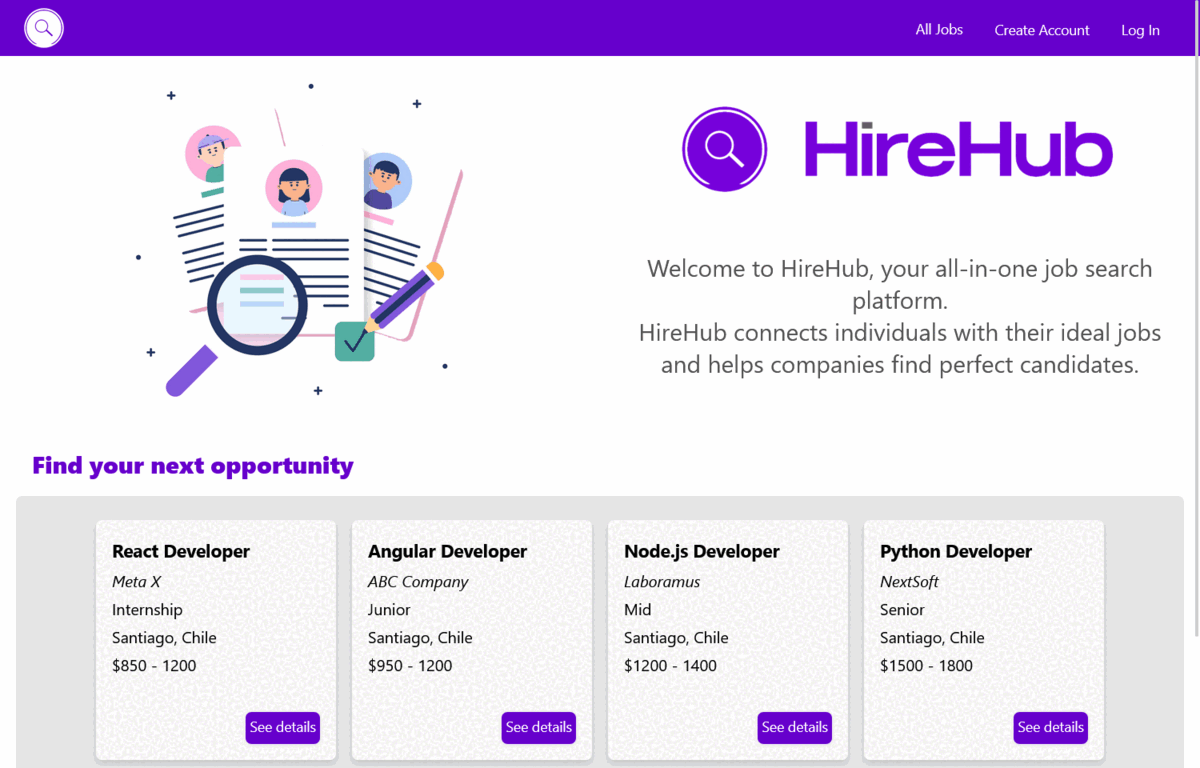 All Jobs Create Account Log In
HireHub
Welcome to HireHub, your all-in-one job search
platform.
HireHub connects individuals with their ideal jobs
and helps companies find perfect candidates.
Find your next opportunity
React Developer
Meta X
Internship
Santiago, Chile
$850 - 1200
See details
Angular Developer
ABC Company
Junior
Santiago, Chile
$950 - 1200
See details
Node.js Developer
Laboramus
Mid
Santiago, Chile
$1200 - 1400
See details
Python Developer
NextSoft
Senior
Santiago, Chile
$1500 - 1800
See details